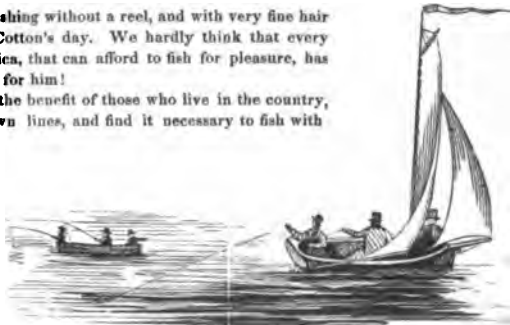 shing without a reel, and with very fine hair
Cotton's day. We hardly think that every
ica, that can afford to fish for pleasure, has
for him!
the benefit of those who live in the country,
wn lines, and find it necessary to fish with